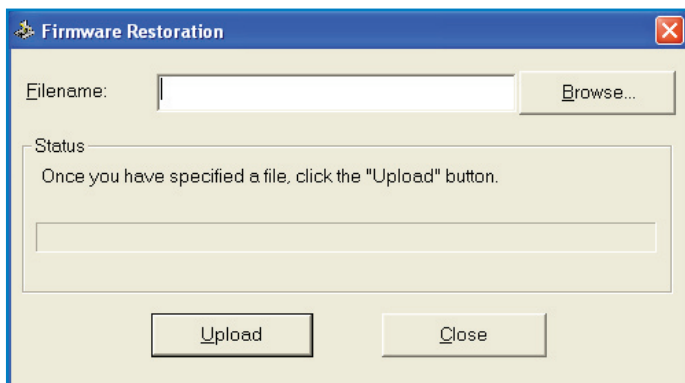 Firmware Restoration
Filename:
Browse...
Status
Once you have specified a file, click the "Upload" button.
Upload
Close